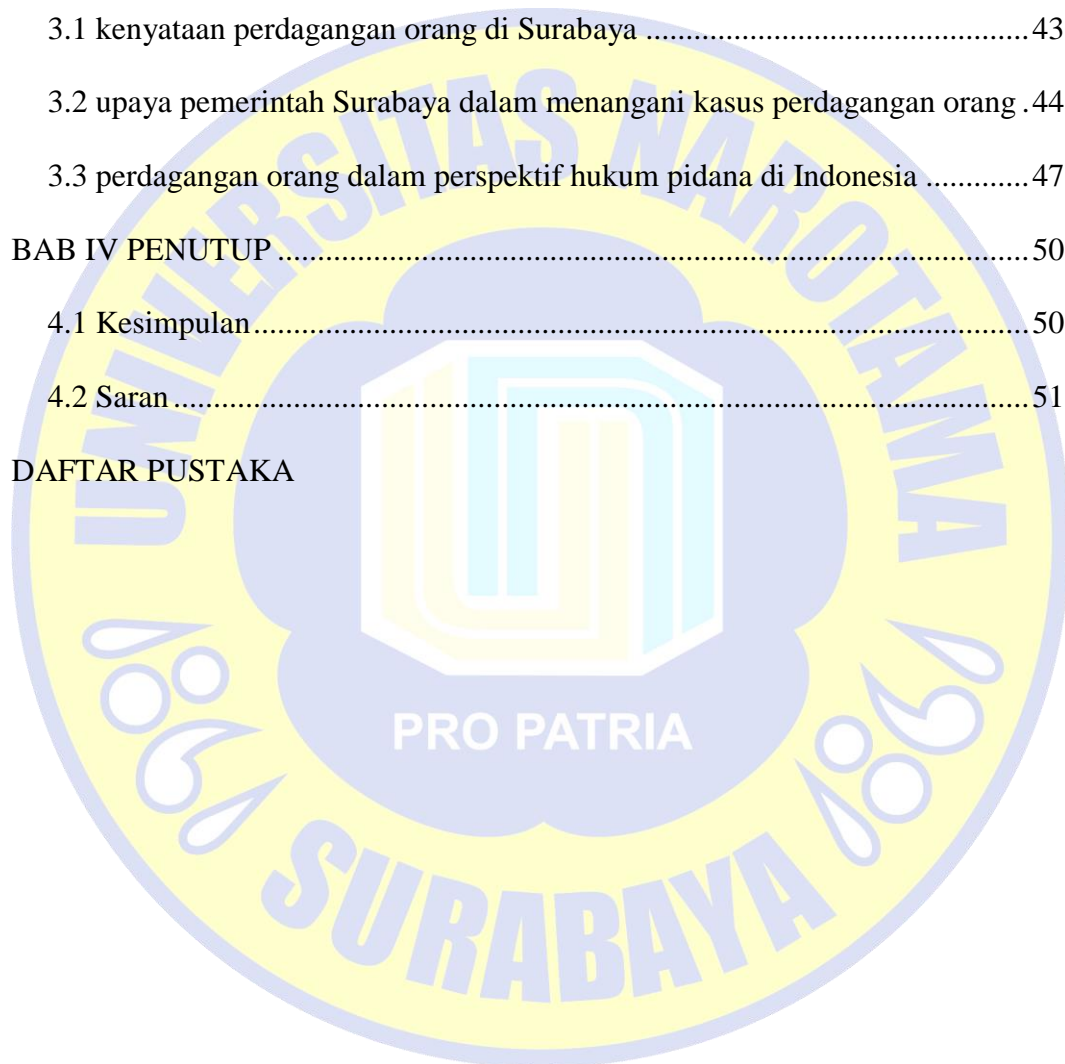 3.1 kenyataan perdagangan orang di Surabaya ............................................. 43
3.2 upaya pemerintah Surabaya dalam menangani kasus perdagangan orang . 44
3.3 perdagangan orang dalam perspektif hukum pidana di Indonesia ............. 47
BAB IV PENUTUP ............................................................................................ 50
4.1 Kesimpulan ............................................................................................... 50
4.2 Saran ......................................................................................................... 51
DAFTAR PUSTAKA
UNIVERSITAS NAROTAMA
PRO PATRIA
SURABAYA